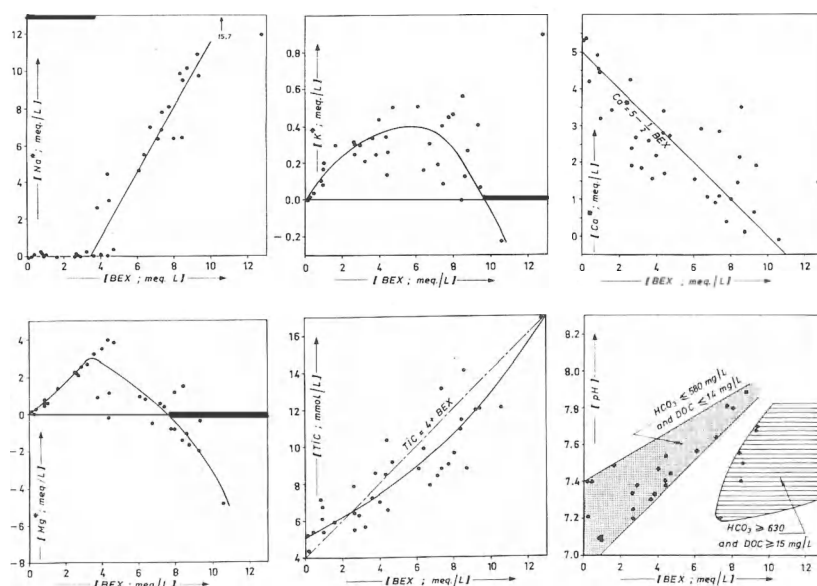 12
10
8
6
4
2
0
[ Na* ; meq./L ]
15.7
0 2 4 6 8 10 12
[ BEX ; meq. L ]
0.8
0.6
0.4
0.2
0
0.2
[ K* ; meq./L ]
0 2 4 6 8 10 12
[ BEX ; meq./L ]
5
4
3
2
1
0
[ Ca* ; meq./L ]
Ca = 5 - 1/2 BEX
0 2 4 6 8 10
[ BEX ; meq./L ]
4
2
0
-2
-4
-6
-8
[ Mg* ; meq/L ]
0 2 4 6 8 10 12
[ BEX ; meq./L ]
16
14
12
10
8
6
4
[ TIC ; mmol/L ]
TIC = 4+ BEX
0 2 4 6 8 10 12
[ BEX ; meq./L ]
8.2
8.0
7.8
7.6
7.4
7.2
7.0
[ pH ]
HCO₃ ≤ 580 mg/L
and DOC ≤ 14 mg/L
HCO₃ ≥ 630
and DOC ≥ 15 mg/L
0 2 4 6 8 10 12
[ BEX ; meq./L ]